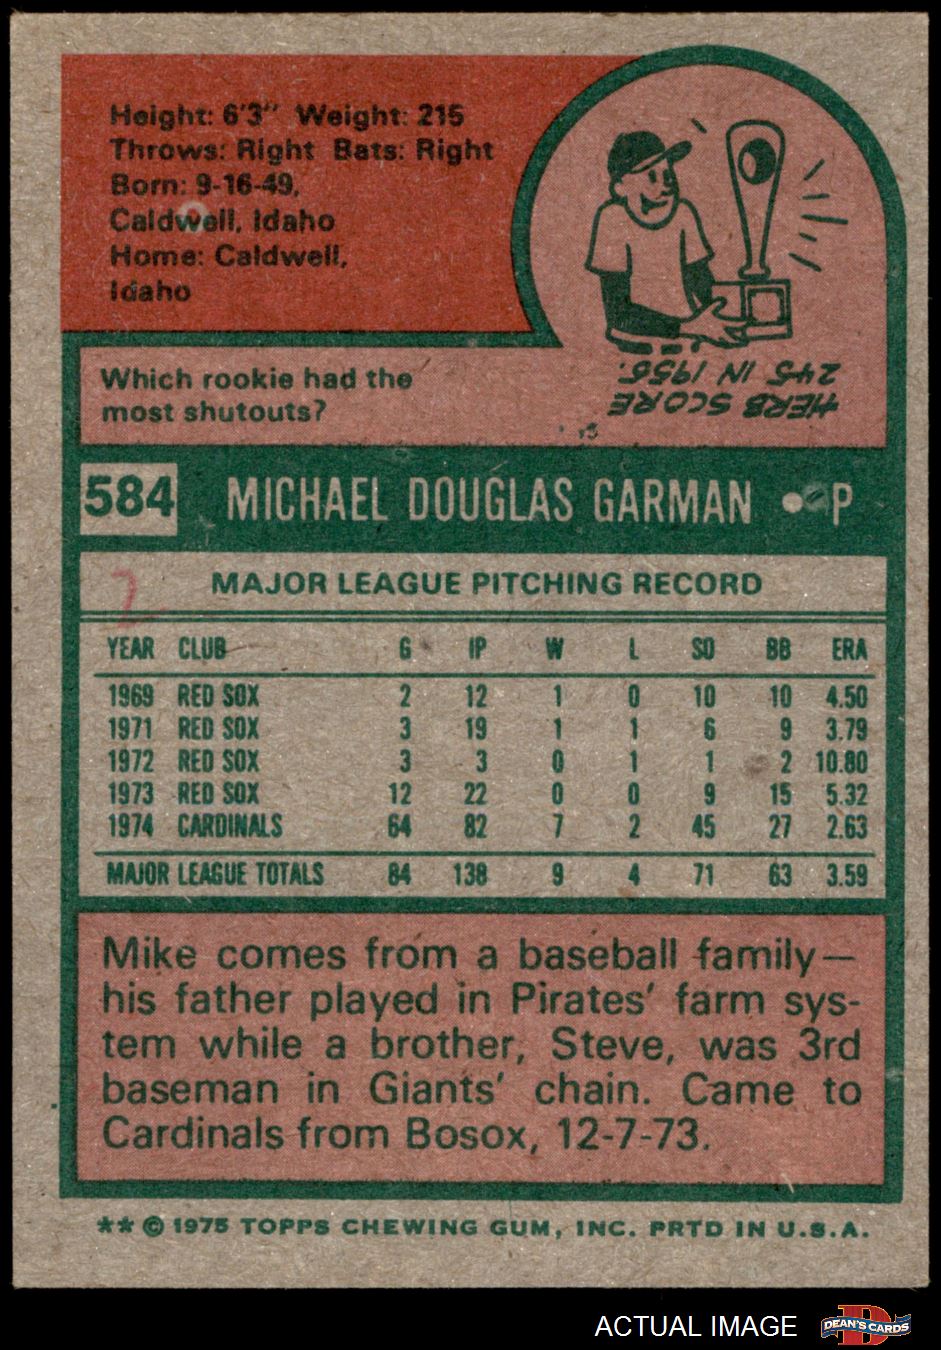 Height: 6'3" Weight: 215
Throws: Right Bats: Right
Born: 9-16-49,
Caldwell, Idaho
Home: Caldwell,
Idaho
Which rookie had the
most shutouts?
HERB SCORE
245 IN 1956.
584 MICHAEL DOUGLAS GARMAN • P
2
MAJOR LEAGUE PITCHING RECORD
YEAR CLUB G IP W L SO BB ERA
1969 RED SOX 2 12 1 0 10 10 4.50
1971 RED SOX 3 19 1 1 6 9 3.79
1972 RED SOX 3 3 0 1 1 2 10.80
1973 RED SOX 12 22 0 0 9 15 5.32
1974 CARDINALS 64 82 7 2 45 27 2.63
MAJOR LEAGUE TOTALS 84 138 9 4 71 63 3.59
Mike comes from a baseball family—
his father played in Pirates' farm sys-
tem while a brother, Steve, was 3rd
baseman in Giants' chain. Came to
Cardinals from Bosox, 12-7-73.
** © 1975 TOPPS CHEWING GUM, INC. PRTD IN U.S.A.
ACTUAL IMAGE DEAN'S CARDS